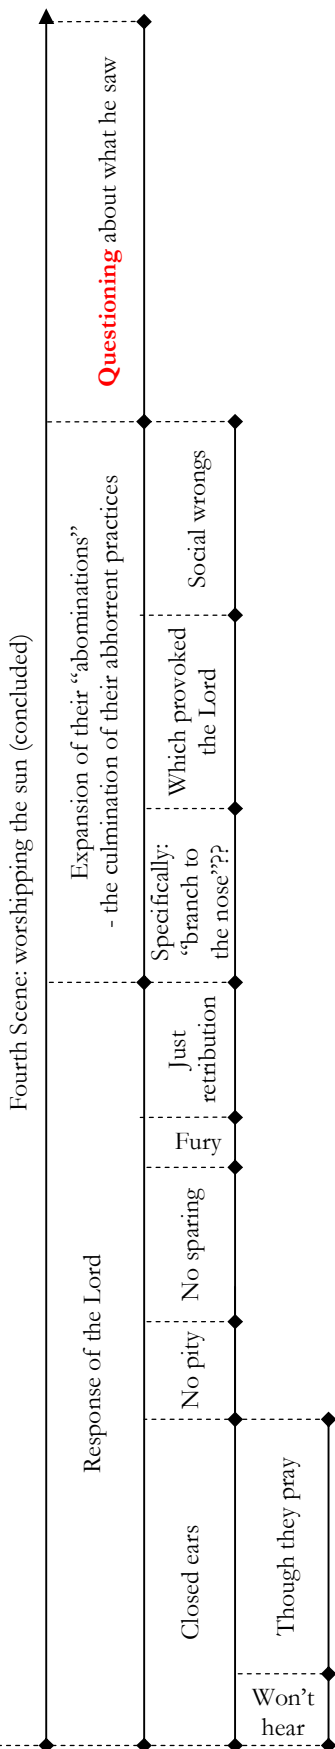 Fourth Scene: worshipping the sun (concluded)
Questioning about what he saw
Expansion of their “abominations”
- the culmination of their abhorrent practices
Social wrongs
Which provoked
the Lord
Specifically:
“branch to
the nose”??
Response of the Lord
Just
retribution
Fury
No sparing
No pity
Closed ears
Though they pray
Won’t
hear